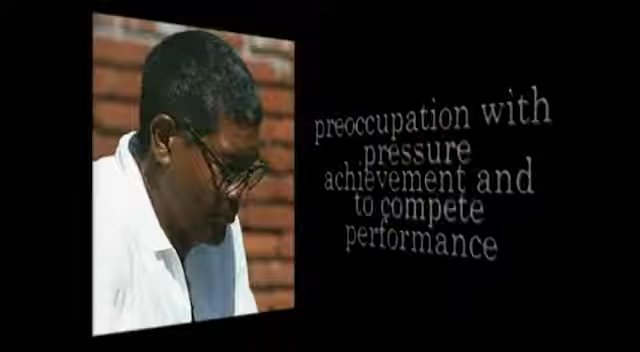 preoccupation with
pressure
achievement and
to compete
performance